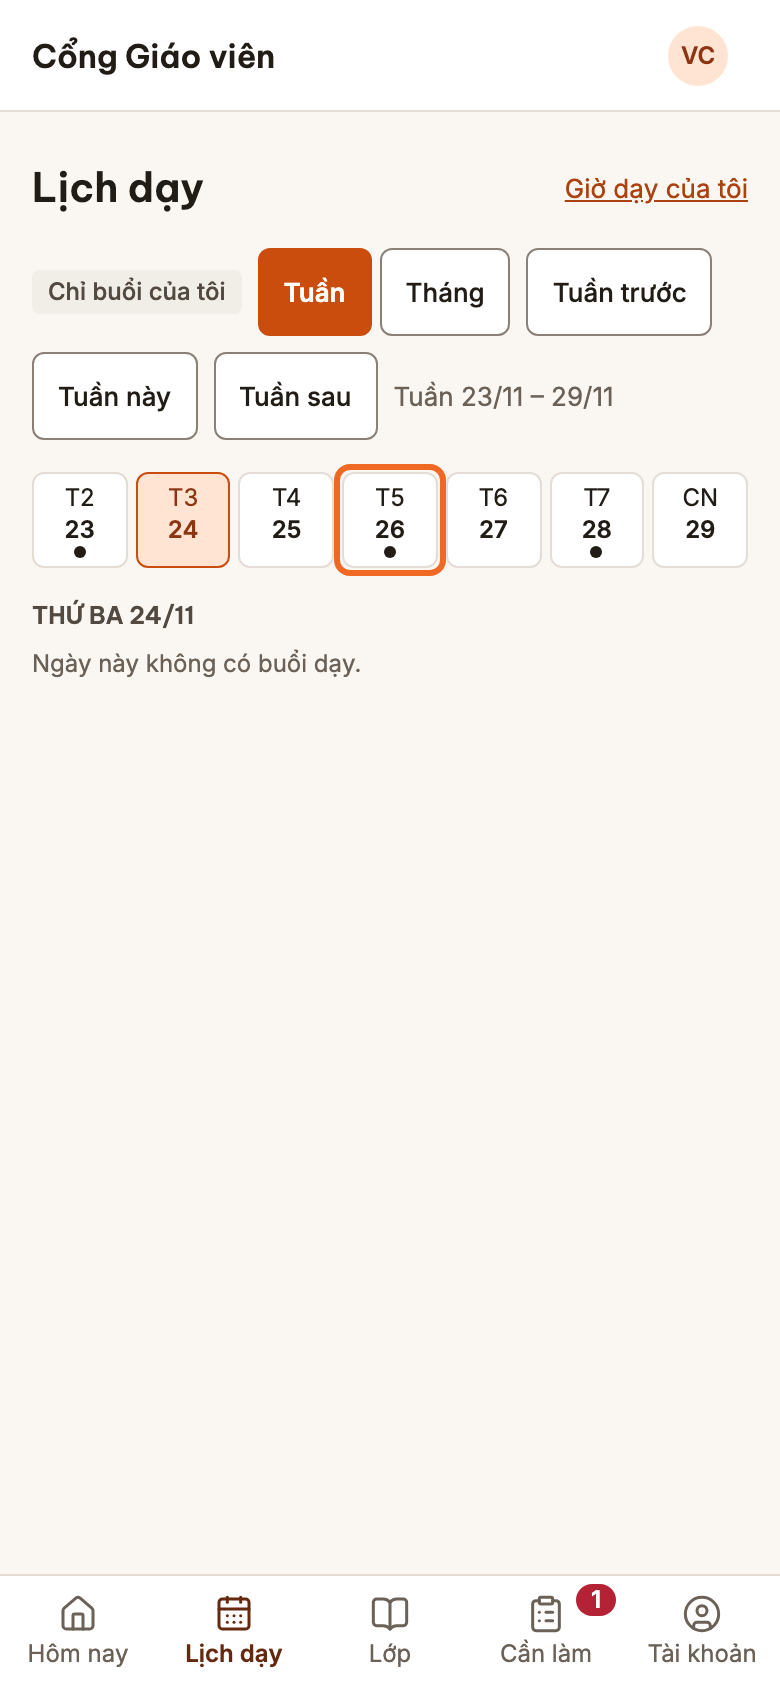 Cổng Giáo viên
VC
Lịch dạy
Giờ dạy của tôi
Chỉ buổi của tôi
Tuần
Tháng
Tuần trước
Tuần này
Tuần sau
Tuần 23/11 – 29/11
T2 T3 T4 T5 T6 T7 CN
23 24 25 26 27 28 29
THỨ BA 24/11
Ngày này không có buổi dạy.
1
Hôm nay
Lịch dạy
Lớp
Cần làm
Tài khoản